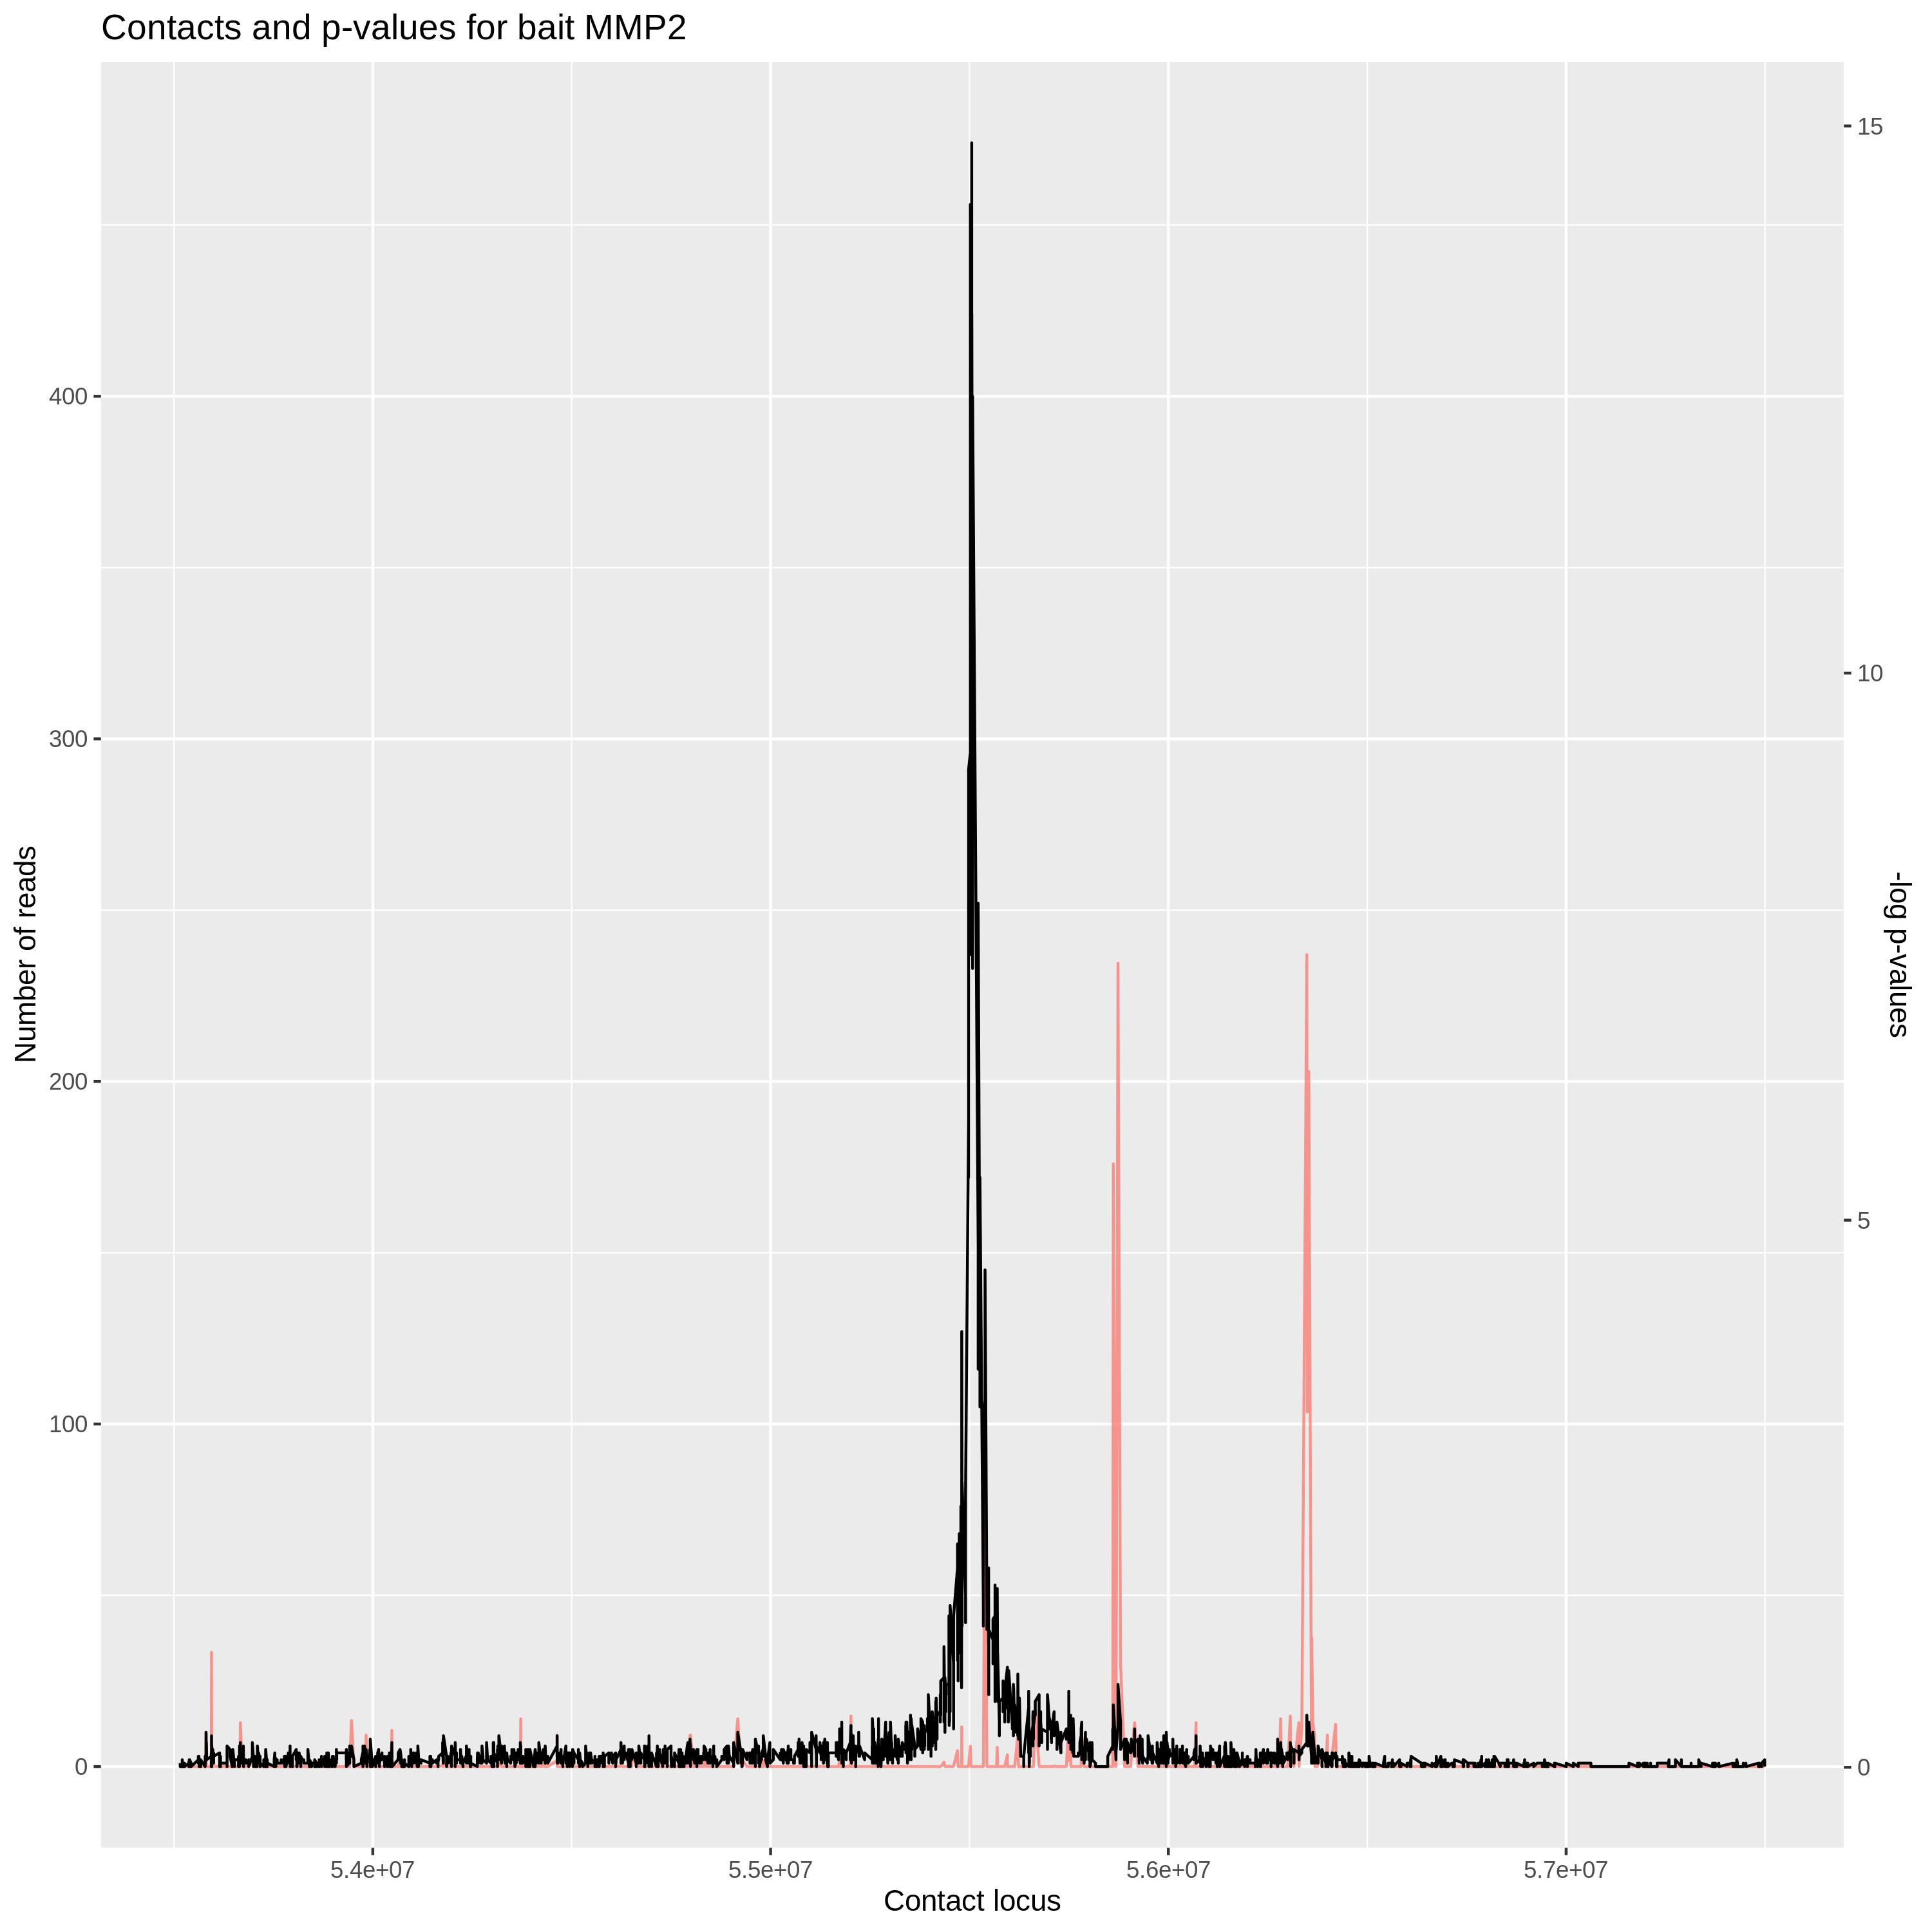 Contacts and p-values for bait MMP2
15
400
10
300
Number of reads
-log p-values
200
5
100
0
0
5.4e+07
5.5e+07
5.6e+07
5.7e+07
Contact locus